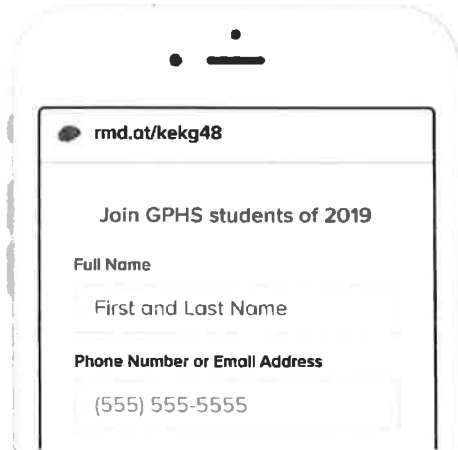 rmd.at/kekg48
Join GPHS students of 2019
Full Name
First and Last Name
Phone Number or Email Address
(555) 555-5555